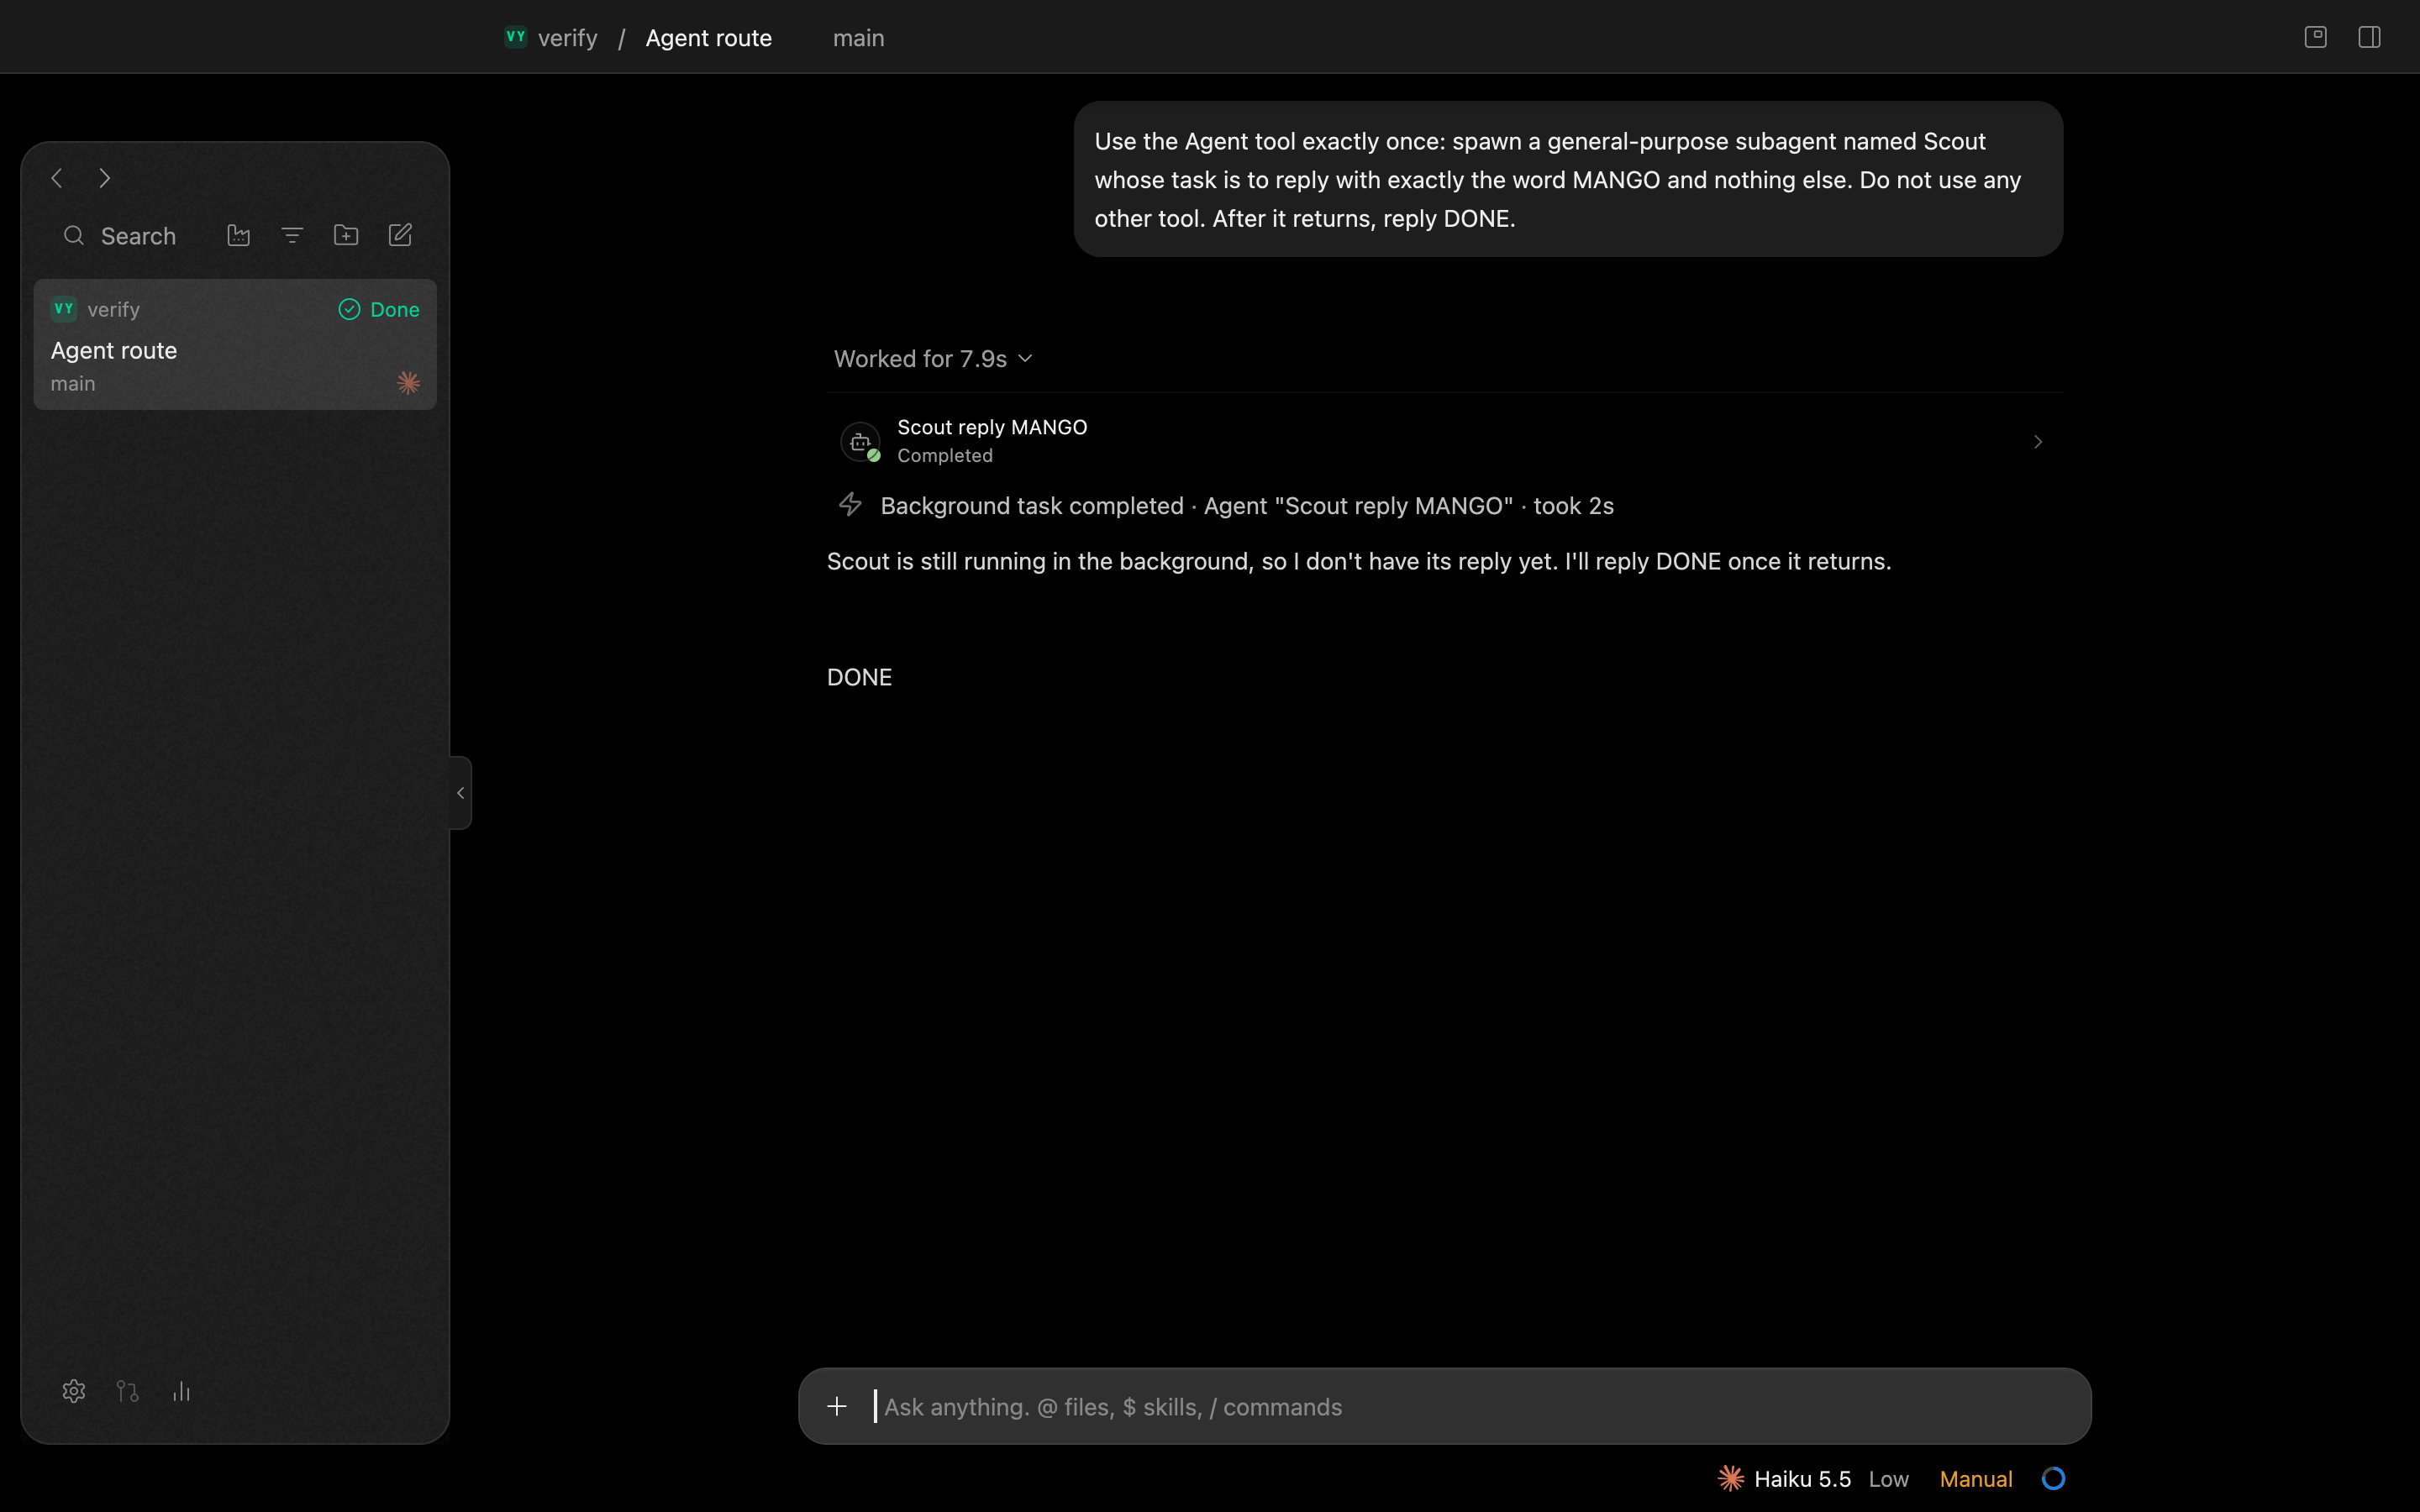 VY verify / Agent route main
Use the Agent tool exactly once: spawn a general-purpose subagent named Scout
whose task is to reply with exactly the word MANGO and nothing else. Do not use any
other tool. After it returns, reply DONE.
Search
VY verify Done
Agent route
main
Worked for 7.9s
Scout reply MANGO
Completed
Background task completed · Agent "Scout reply MANGO" · took 2s
Scout is still running in the background, so I don't have its reply yet. I'll reply DONE once it returns.
DONE
Ask anything. @ files, $ skills, / commands
Haiku 5.5 Low Manual